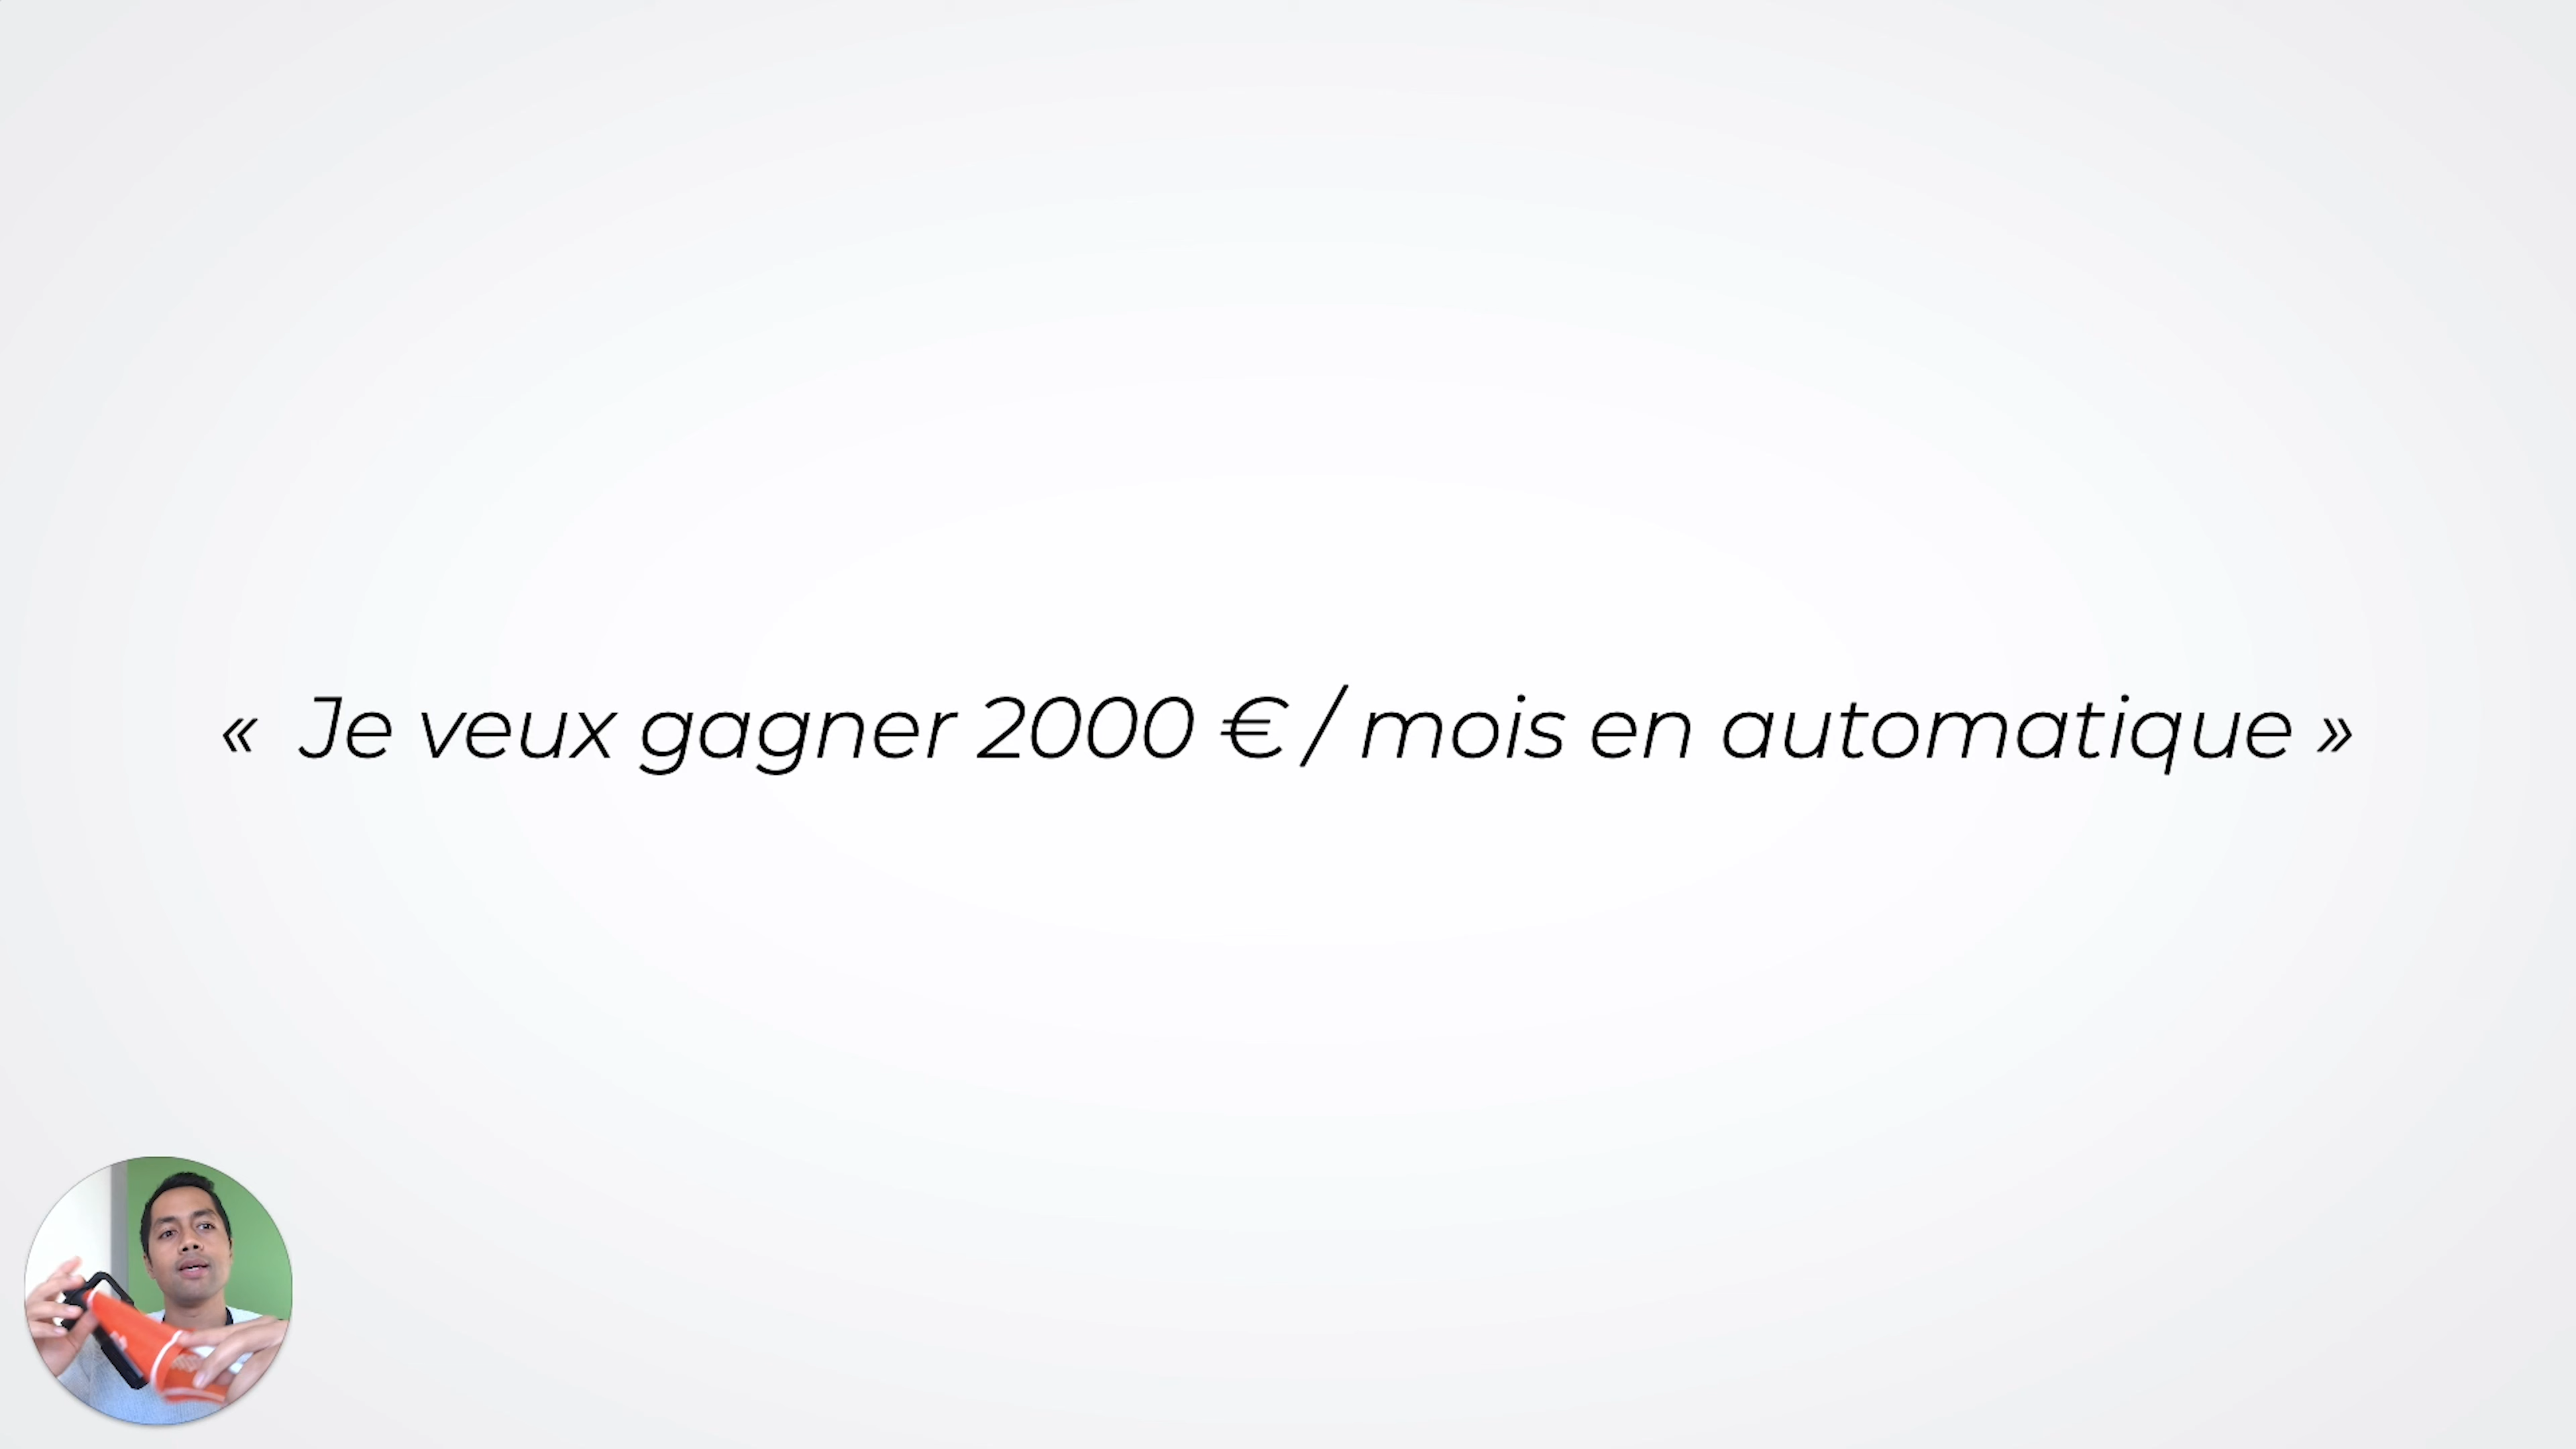 «  Je veux gagner 2000 € / mois en automatique »